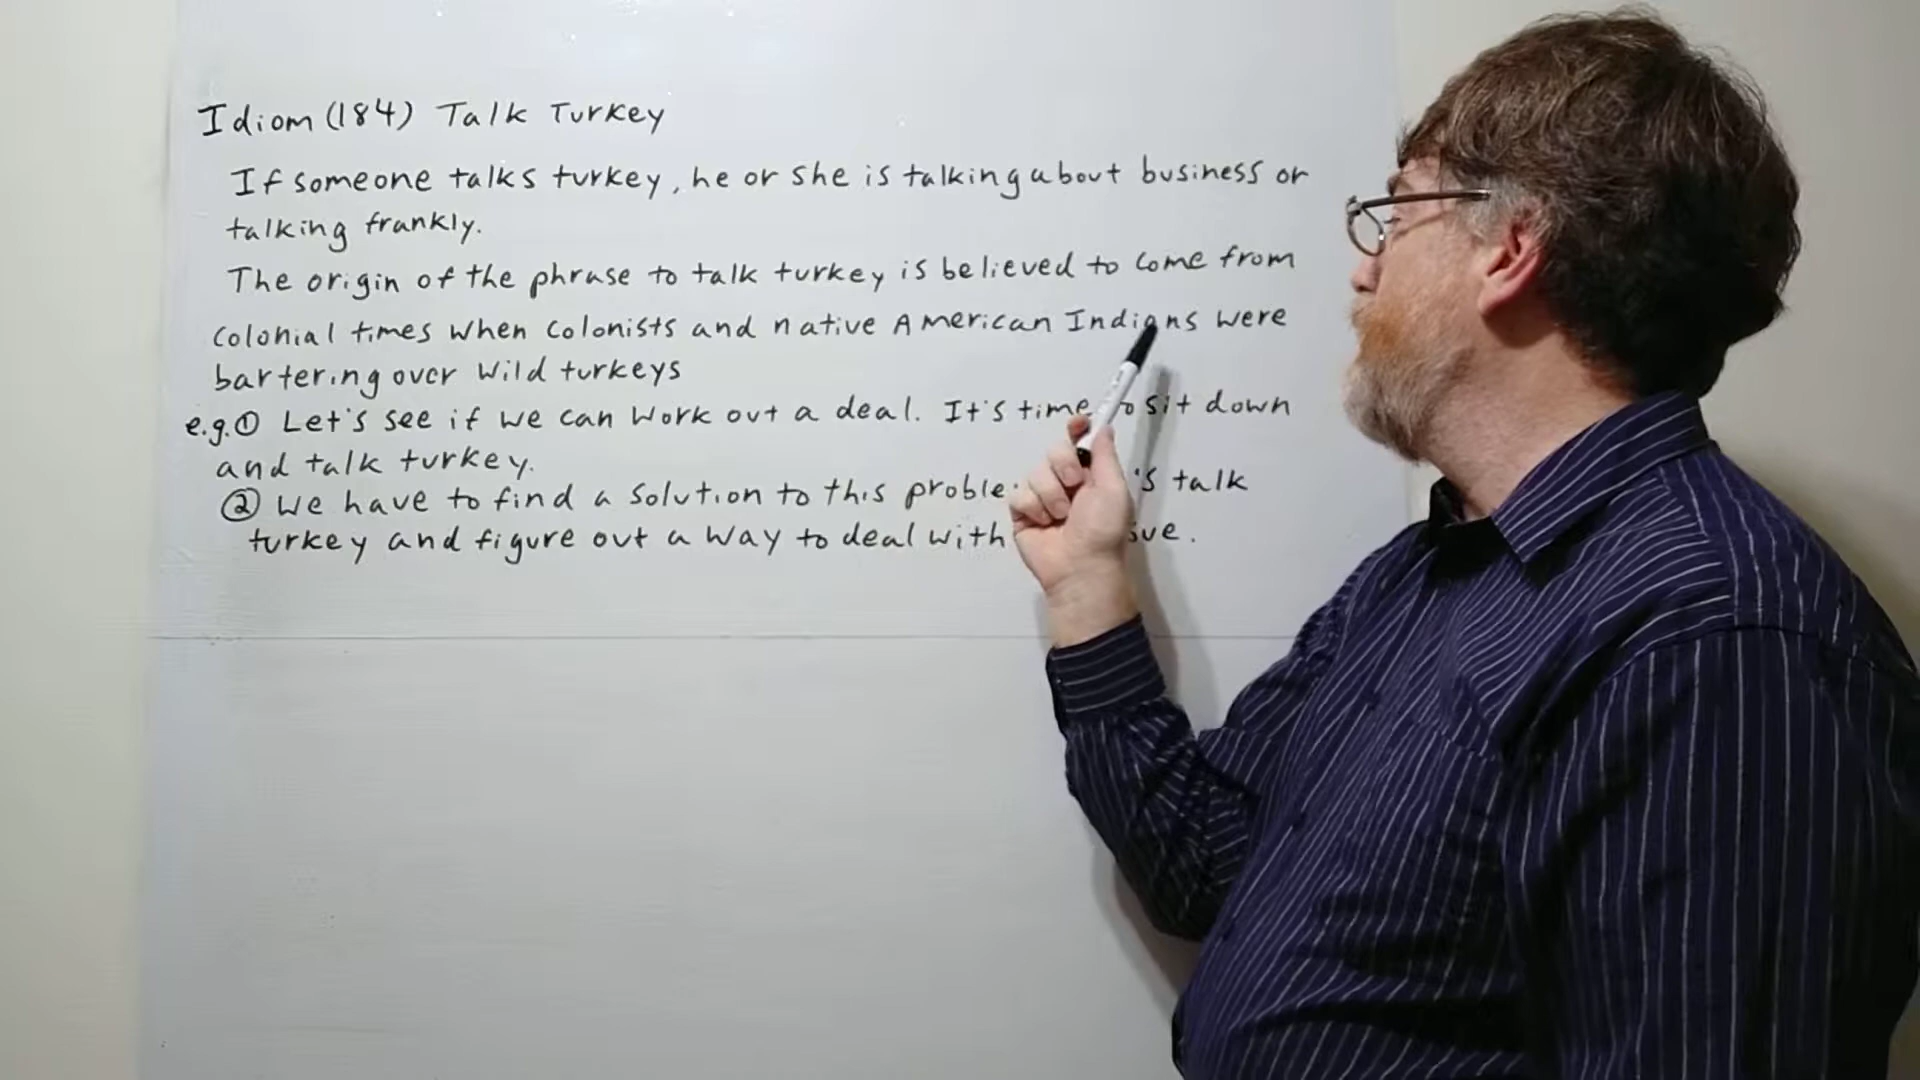 Idiom (184) Talk Turkey
If someone talks turkey, he or she is talking about business or
talking frankly.
The origin of the phrase to talk turkey is believed to come from
colonial times when colonists and native American Indians were
bartering over wild turkeys
e.g. ① Let's see if we can work out a deal. It's time to sit down
and talk turkey.
② We have to find a solution to this proble 's talk
turkey and figure out a way to deal with sue.